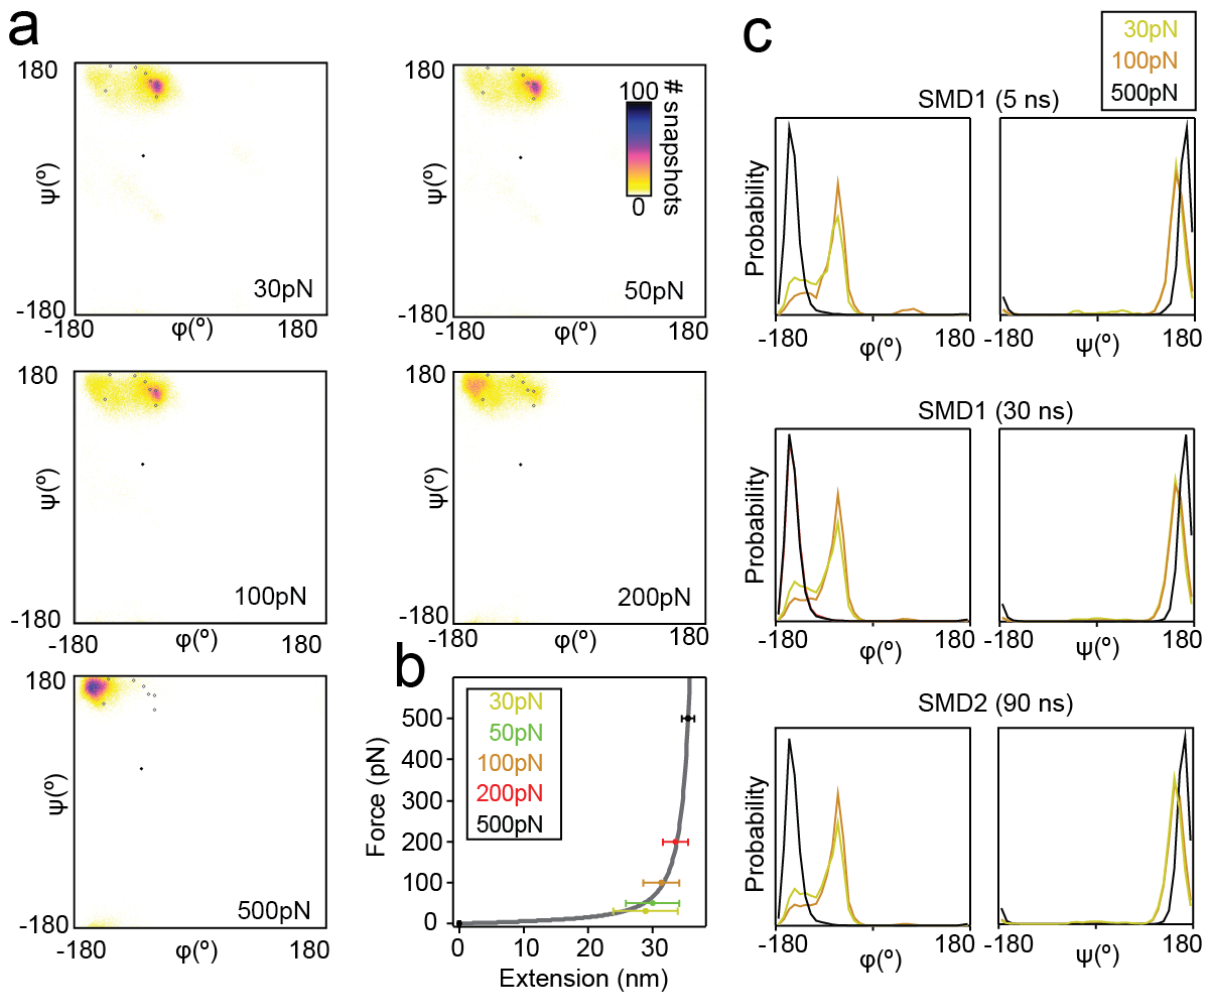 a
180
ψ(º)
-180
-180
φ(º)
180
30pN
180
ψ(º)
-180
-180
φ(º)
180
50pN
100
0
# snapshots
180
ψ(º)
-180
-180
φ(º)
180
100pN
180
ψ(º)
-180
-180
φ(º)
180
200pN
180
ψ(º)
-180
-180
φ(º)
180
500pN
b
30pN
50pN
100pN
200pN
500pN
Force (pN)
500
400
300
200
100
0
0
10
20
30
Extension (nm)
c
30pN
100pN
500pN
SMD1 (5 ns)
Probability
-180
φ(º)
180
-180
ψ(º)
180
SMD1 (30 ns)
Probability
-180
φ(º)
180
-180
ψ(º)
180
SMD2 (90 ns)
Probability
-180
φ(º)
180
-180
ψ(º)
180